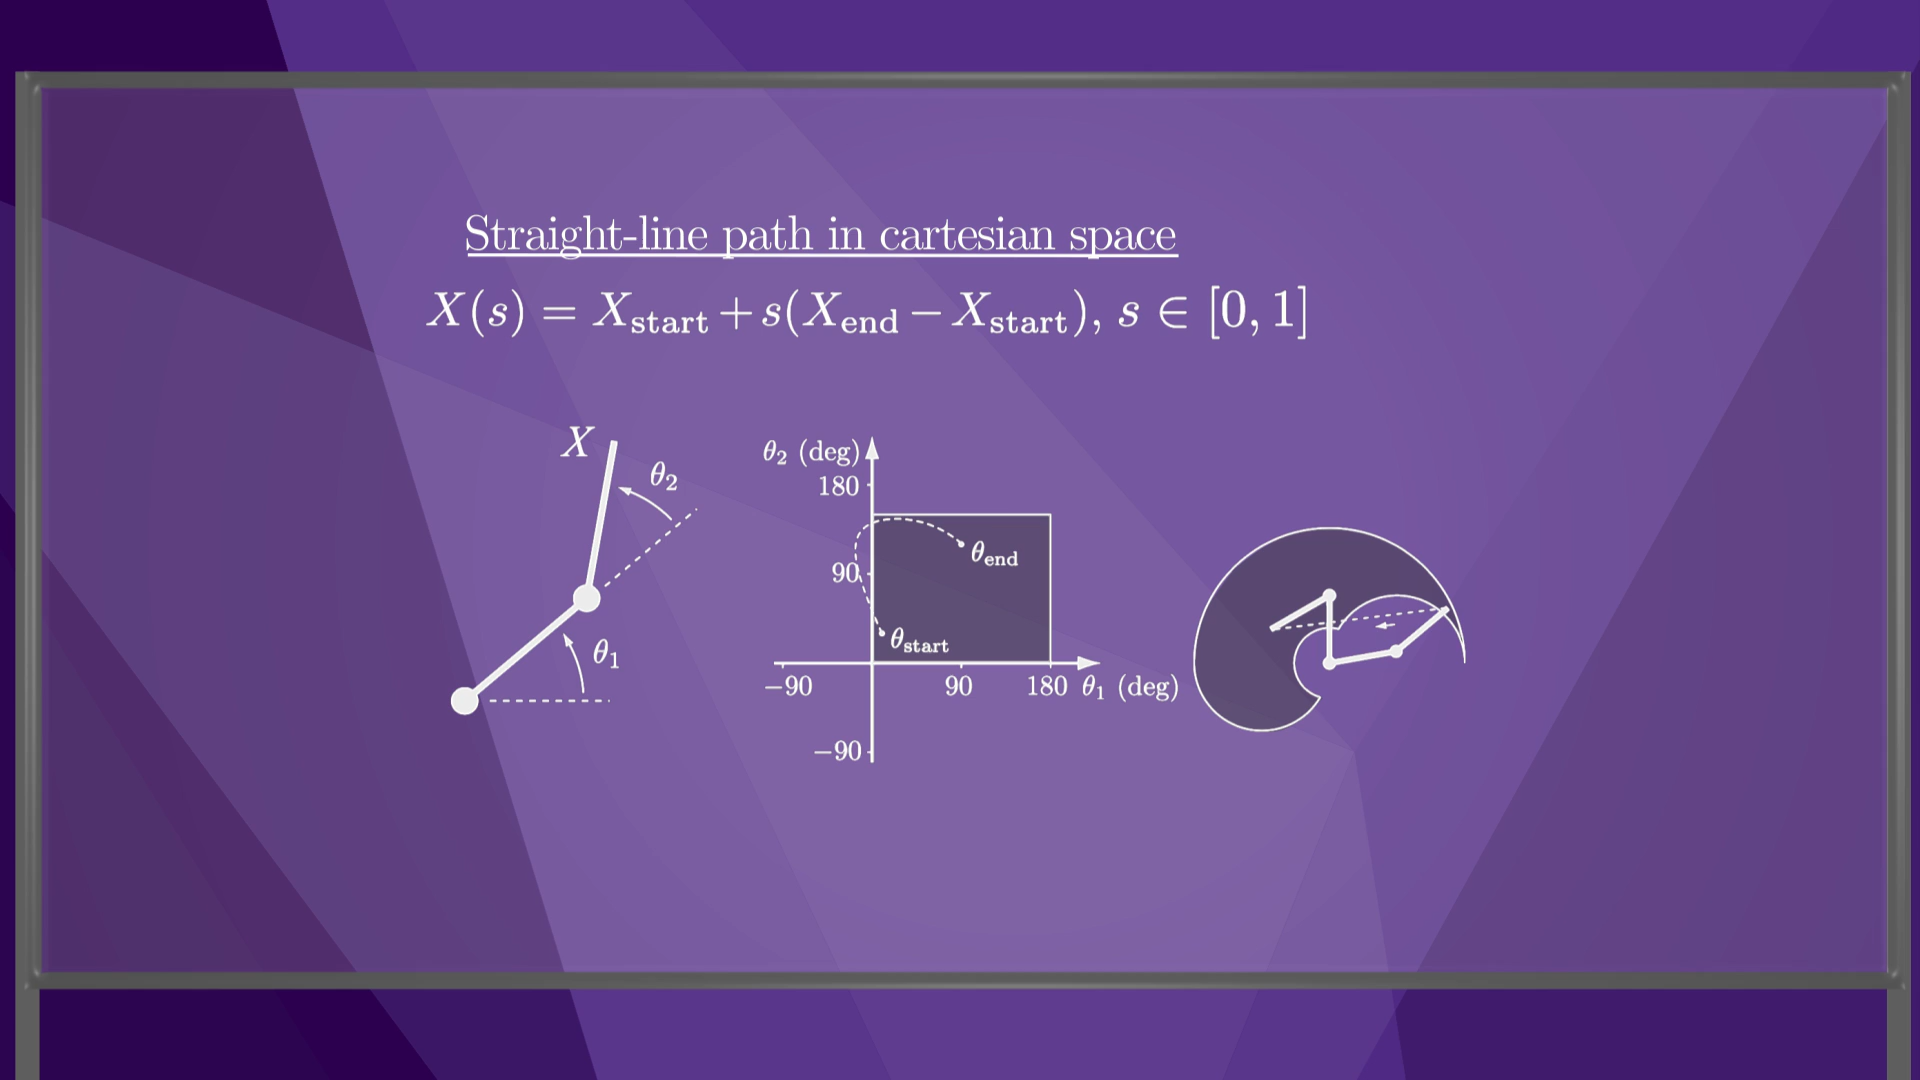 Straight-line path in cartesian space
X(s) = X_start + s(X_end − X_start), s ∈ [0, 1]
X
θ₂
θ₁
θ₂ (deg)
180
90
θ_end
θ_start
−90
90
180
θ₁ (deg)
−90